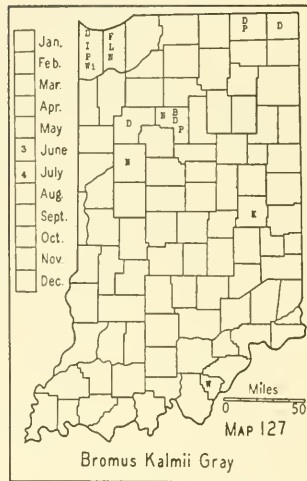 Jan.
Feb.
Mar.
Apr.
May
3 June
4 July
Aug.
Sept.
Oct.
Nov.
Dec.
D F D D
I L P
P N
W1
D N B
D
P
N
K
W
Miles
0 50
MAP 127
Bromus Kalmii Gray